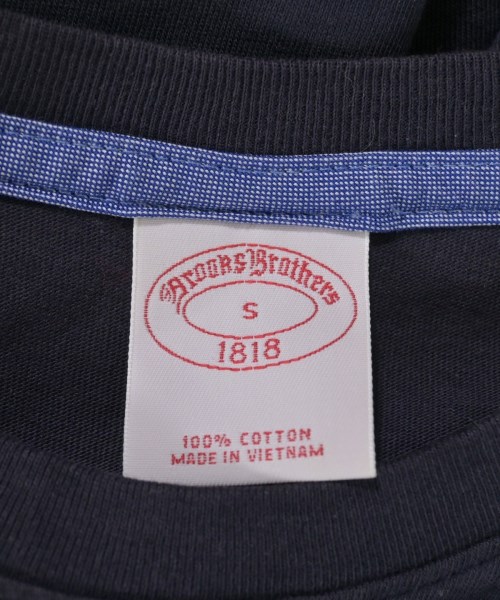 Brooks Brothers
S
1818
100% COTTON
MADE IN VIETNAM